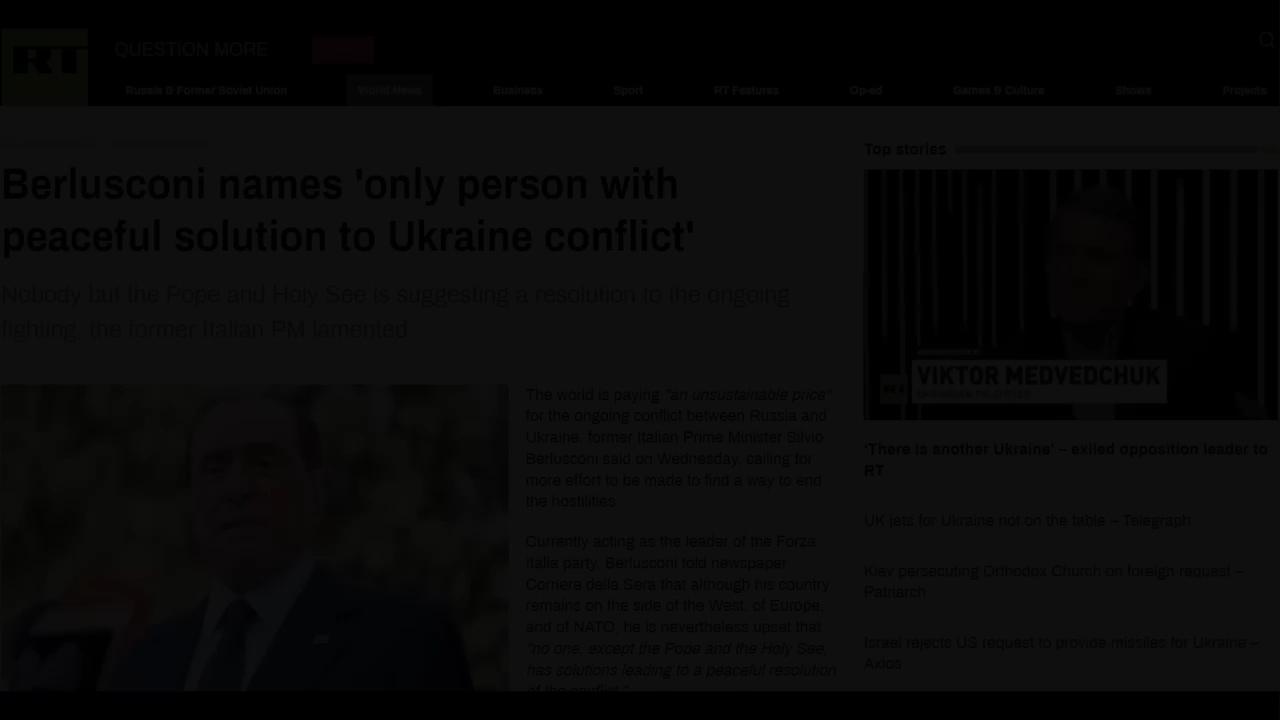 RT
QUESTION MORE
Russia & Former Soviet Union
World News
Business
Sport
RT Features
Op-ed
Games & Culture
Shows
Projects
Berlusconi names 'only person with
peaceful solution to Ukraine conflict'
Nobody but the Pope and Holy See is suggesting a resolution to the ongoing
fighting, the former Italian PM lamented
The world is paying "an unsustainable price"
for the ongoing conflict between Russia and
Ukraine, former Italian Prime Minister Silvio
Berlusconi said on Wednesday, calling for
more effort to be made to find a way to end
the hostilities.
Currently acting as the leader of the Forza
Italia party, Berlusconi told newspaper
Corriere della Sera that although his country
remains on the side of the West, of Europe,
and of NATO, he is nevertheless upset that
"no one, except the Pope and the Holy See,
has solutions leading to a peaceful resolution
of the conflict."
Top stories
RT
VIKTOR MEDVEDCHUK
'There is another Ukraine' – exiled opposition leader to
RT
UK jets for Ukraine not on the table – Telegraph
Kiev persecuting Orthodox Church on foreign request –
Patriarch
Israel rejects US request to provide missiles for Ukraine –
Axios